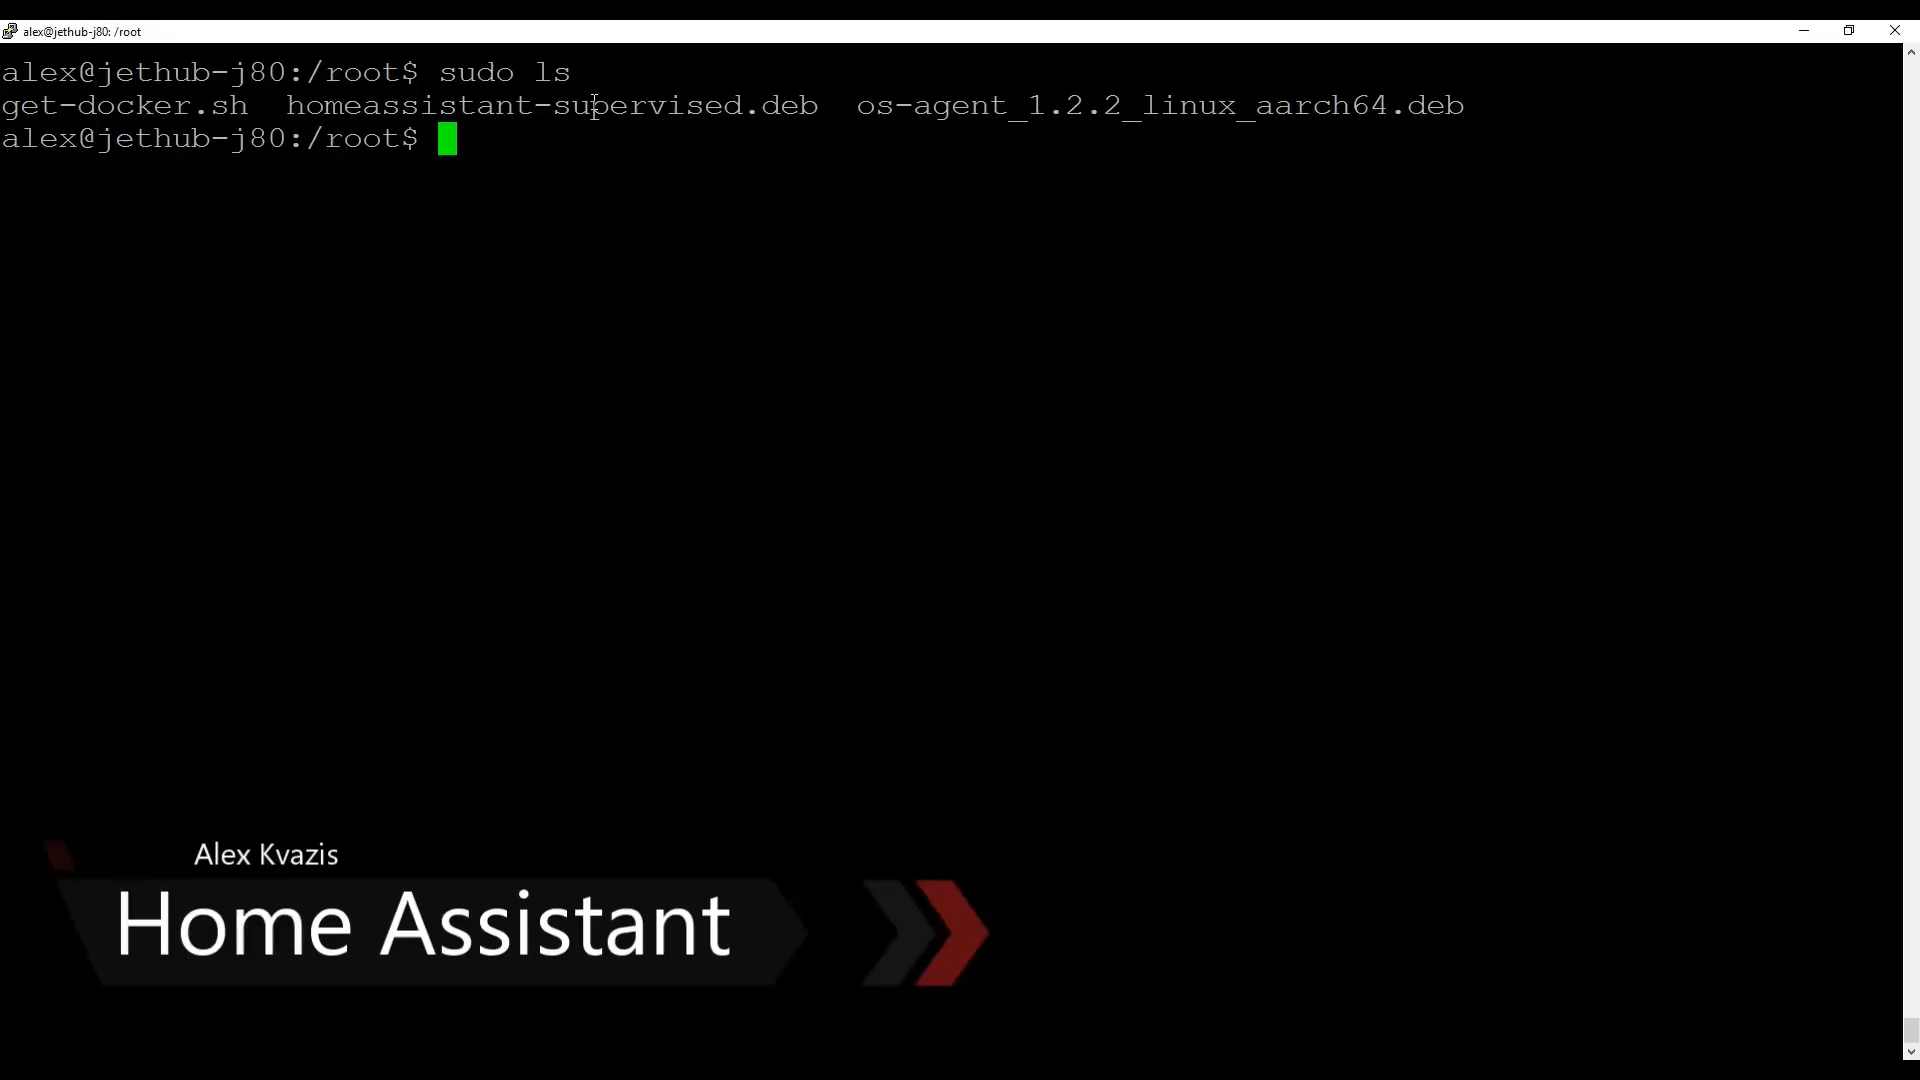 alex@jethub-j80: /root
alex@jethub-j80:/root$ sudo ls
get-docker.sh  homeassistant-supervised.deb  os-agent_1.2.2_linux_aarch64.deb
alex@jethub-j80:/root$
Alex Kvazis
Home Assistant